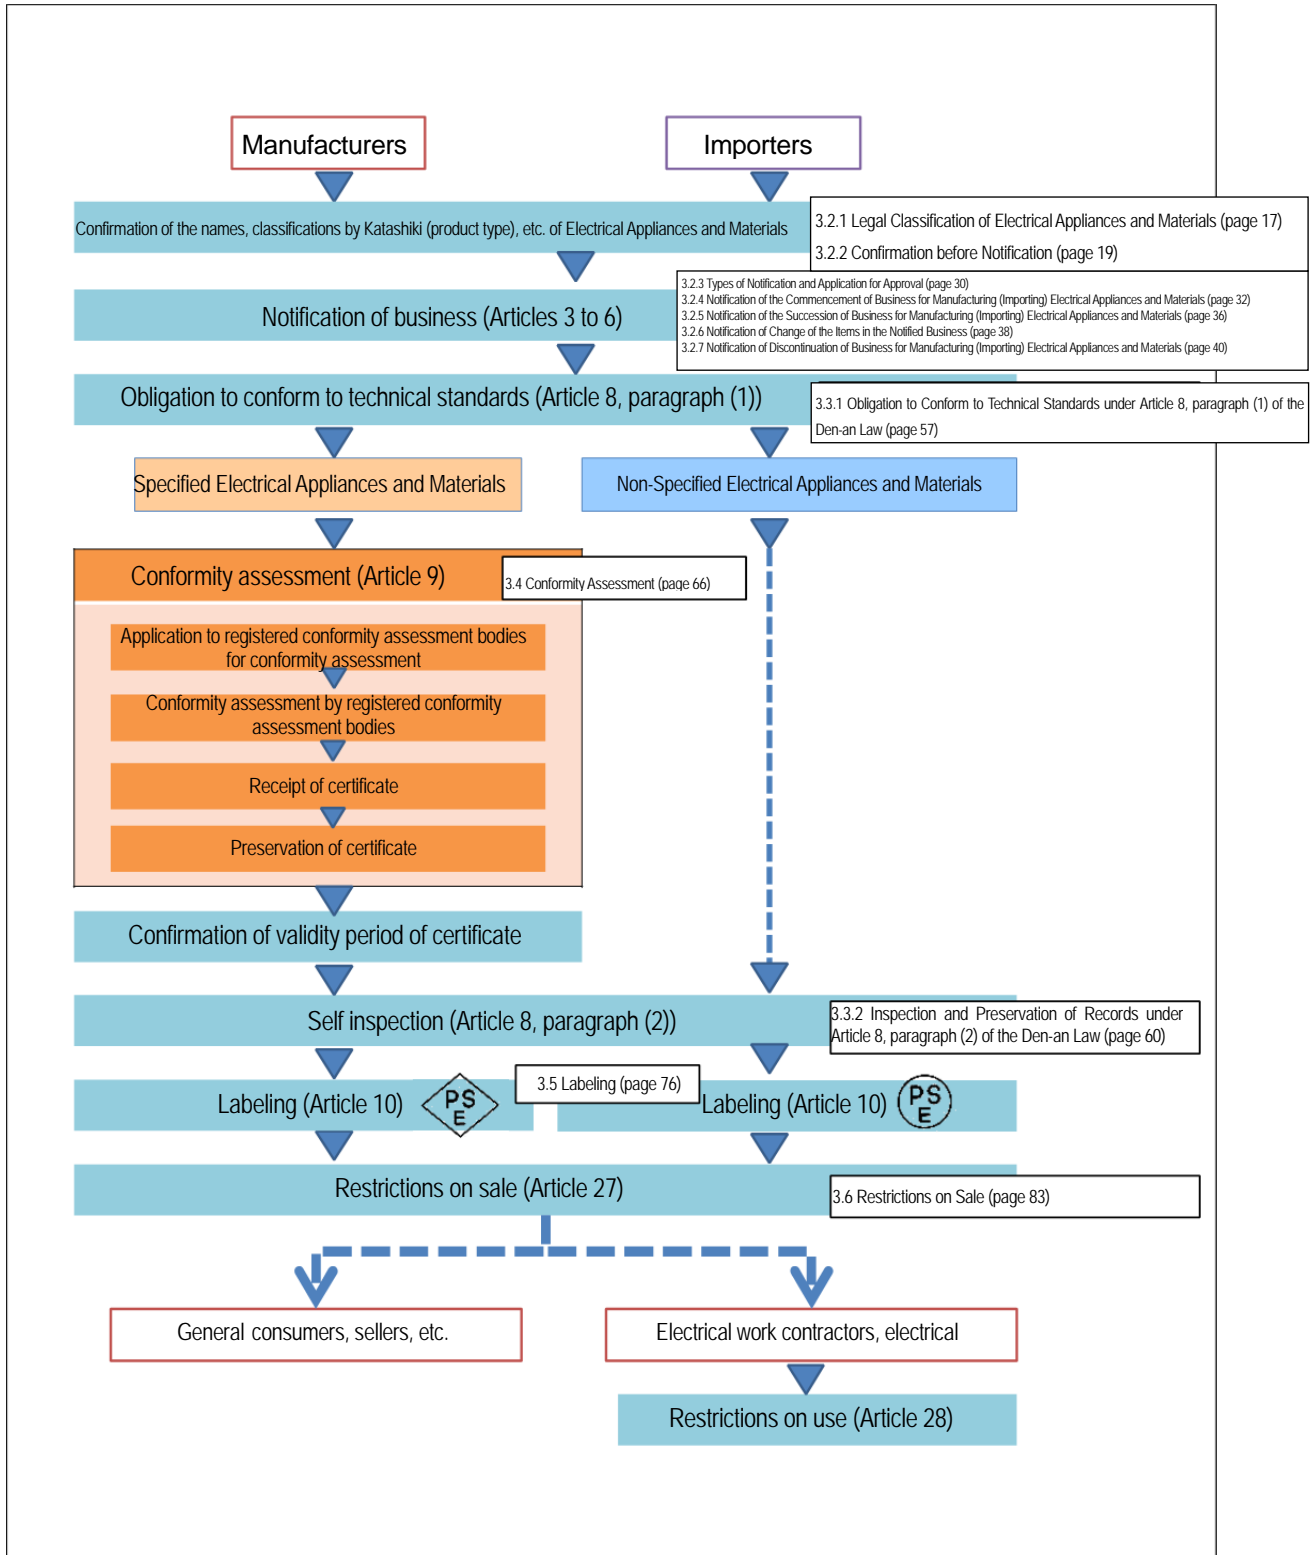 Manufacturers
Importers
Confirmation of the names, classifications by Katashiki (product type), etc. of Electrical Appliances and Materials
3.2.1 Legal Classification of Electrical Appliances and Materials (page 17)
3.2.2 Confirmation before Notification (page 19)
Notification of business (Articles 3 to 6)
3.2.3 Types of Notification and Application for Approval (page 30)
3.2.4 Notification of the Commencement of Business for Manufacturing (Importing) Electrical Appliances and Materials (page 32)
3.2.5 Notification of the Succession of Business for Manufacturing (Importing) Electrical Appliances and Materials (page 36)
3.2.6 Notification of Change of the Items in the Notified Business (page 38)
3.2.7 Notification of Discontinuation of Business for Manufacturing (Importing) Electrical Appliances and Materials (page 40)
Obligation to conform to technical standards (Article 8, paragraph (1))
3.3.1 Obligation to Conform to Technical Standards under Article 8, paragraph (1) of the
Den-an Law (page 57)
Specified Electrical Appliances and Materials
Non-Specified Electrical Appliances and Materials
Conformity assessment (Article 9)
3.4 Conformity Assessment (page 66)
Application to registered conformity assessment bodies
for conformity assessment
Conformity assessment by registered conformity
assessment bodies
Receipt of certificate
Preservation of certificate
Confirmation of validity period of certificate
Self inspection (Article 8, paragraph (2))
3.3.2 Inspection and Preservation of Records under
Article 8, paragraph (2) of the Den-an Law (page 60)
Labeling (Article 10)
PS
E
3.5 Labeling (page 76)
Labeling (Article 10)
PS
E
Restrictions on sale (Article 27)
3.6 Restrictions on Sale (page 83)
General consumers, sellers, etc.
Electrical work contractors, electrical
Restrictions on use (Article 28)